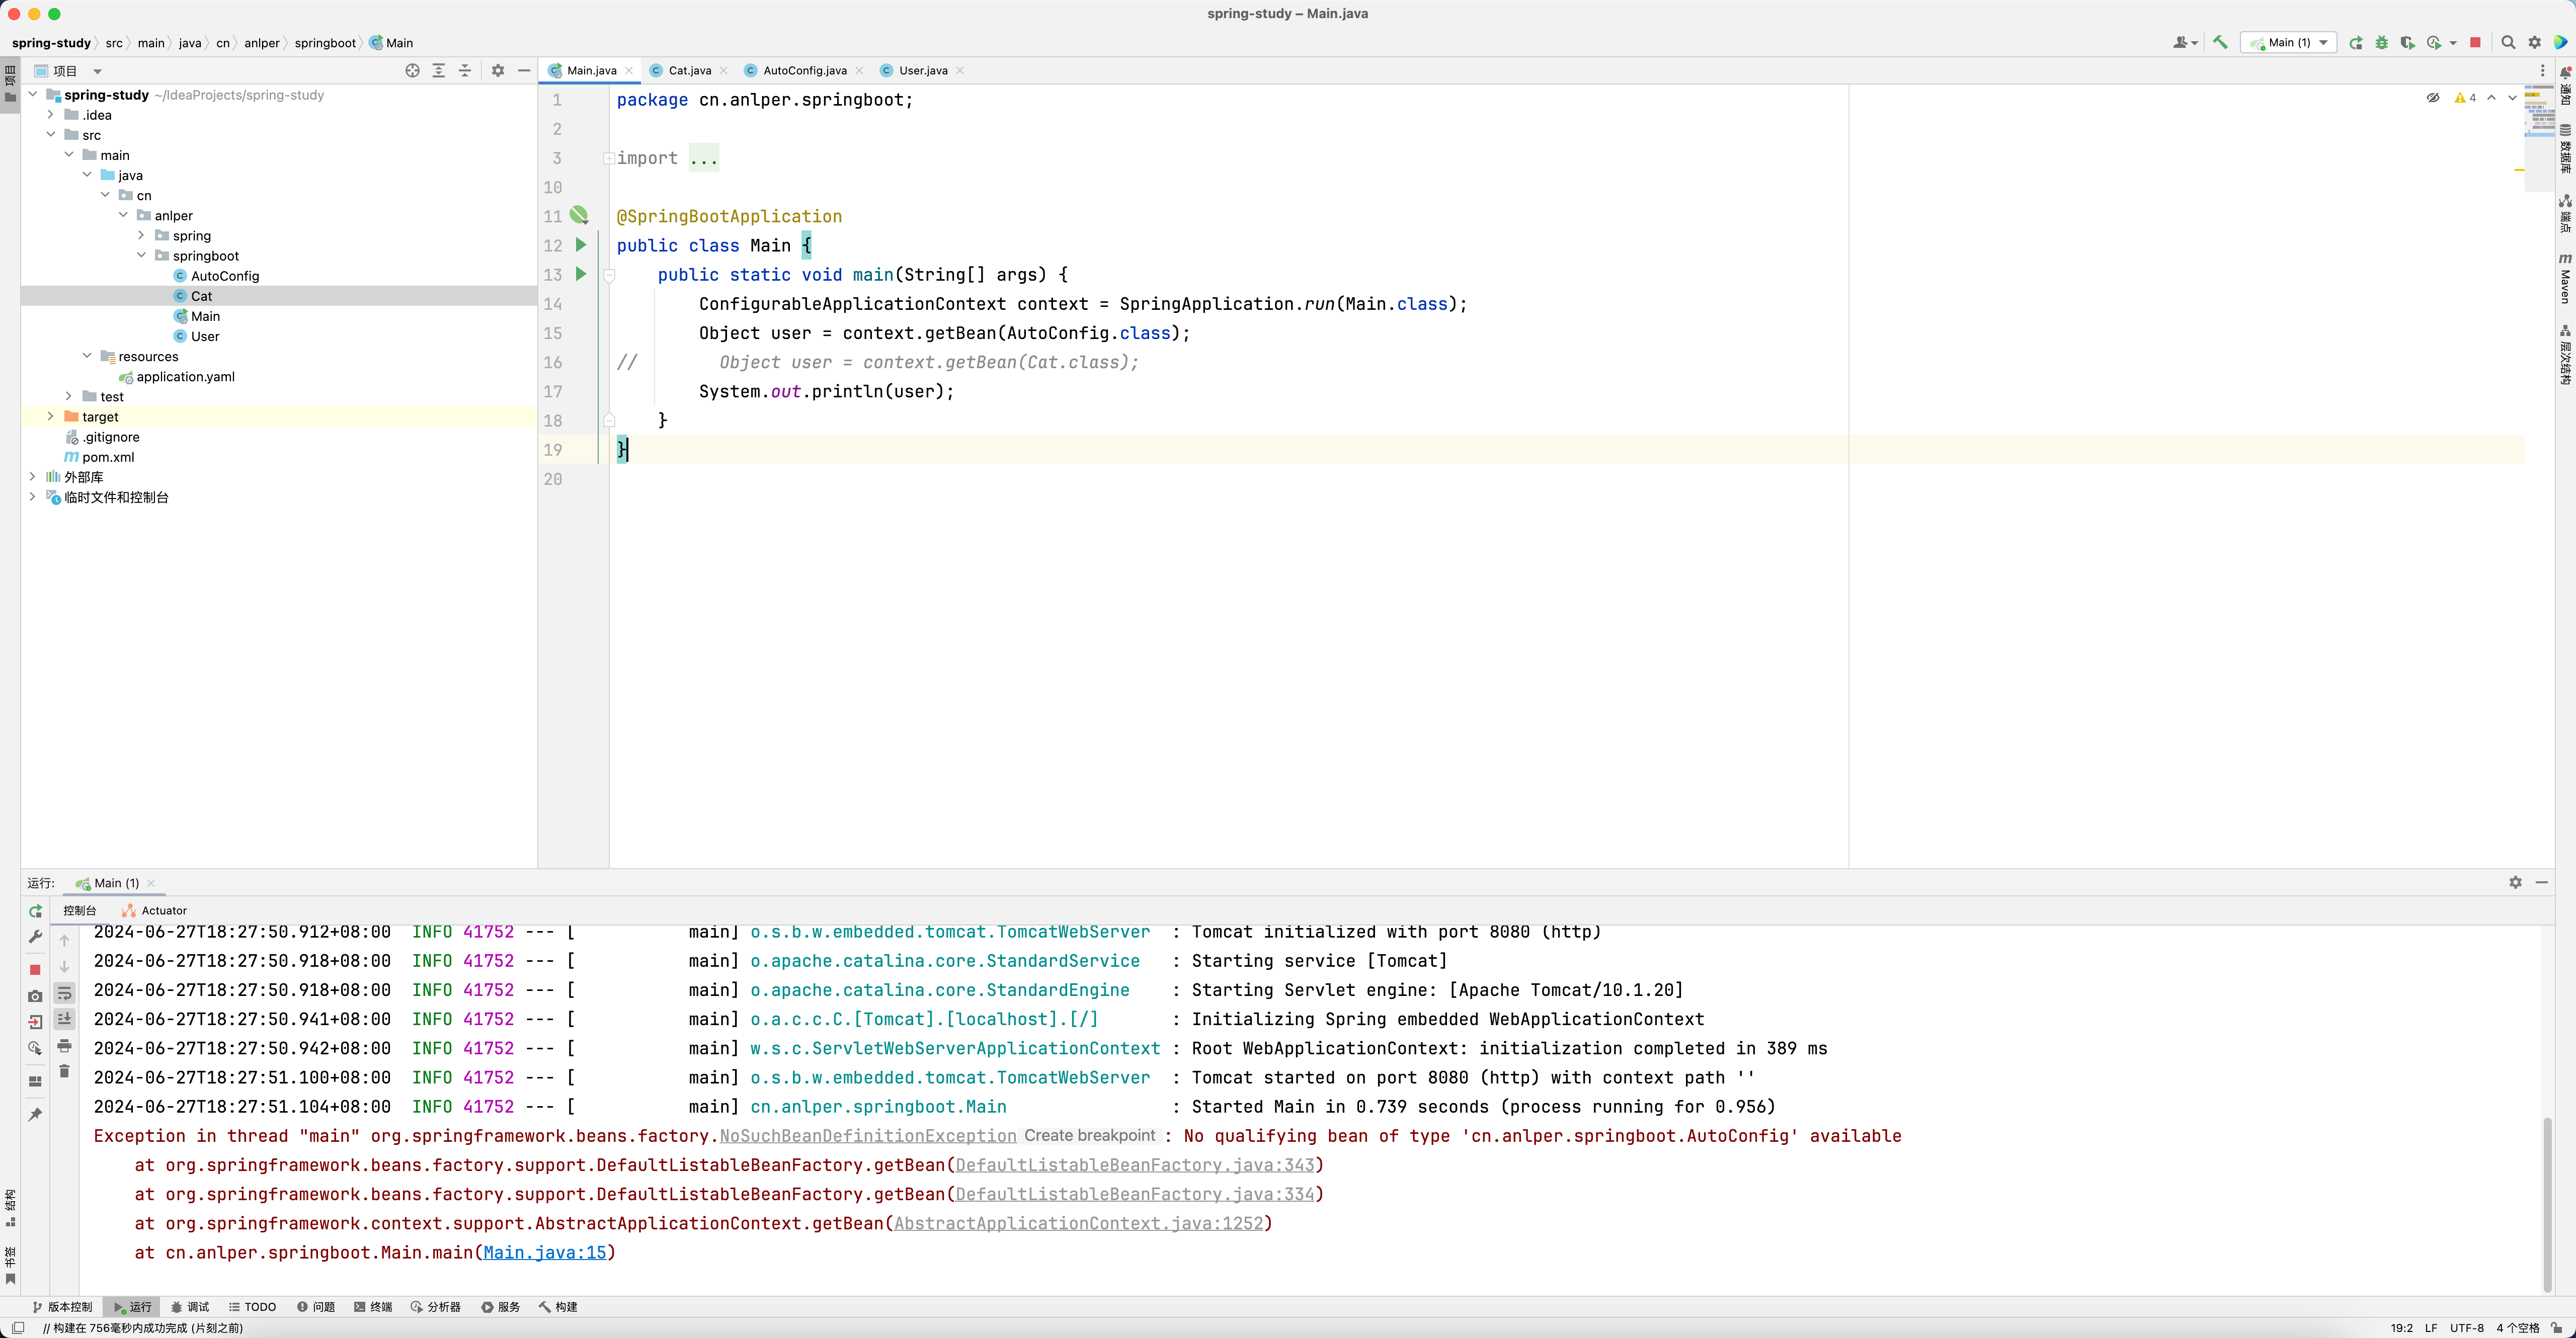 spring-study – Main.java
spring-study src main java cn anlper springboot Main
Main (1)
项目
项目
Main.java Cat.java AutoConfig.java User.java
spring-study ~/IdeaProjects/spring-study
.idea
src
main
java
cn
anlper
spring
springboot
AutoConfig
Cat
Main
User
resources
application.yaml
test
target
.gitignore
pom.xml
外部库
临时文件和控制台
4
1 package cn.anlper.springboot;
2
3 import ...
10
11 @SpringBootApplication
12 public class Main {
13 public static void main(String[] args) {
14 ConfigurableApplicationContext context = SpringApplication.run(Main.class);
15 Object user = context.getBean(AutoConfig.class);
16 // Object user = context.getBean(Cat.class);
17 System.out.println(user);
18 }
19 }
20
通知
数据库
端点
Maven
层次结构
运行: Main (1)
控制台 Actuator
2024-06-27T18:27:50.912+08:00 INFO 41752 --- [ main] o.s.b.w.embedded.tomcat.TomcatWebServer : Tomcat initialized with port 8080 (http)
2024-06-27T18:27:50.918+08:00 INFO 41752 --- [ main] o.apache.catalina.core.StandardService : Starting service [Tomcat]
2024-06-27T18:27:50.918+08:00 INFO 41752 --- [ main] o.apache.catalina.core.StandardEngine : Starting Servlet engine: [Apache Tomcat/10.1.20]
2024-06-27T18:27:50.941+08:00 INFO 41752 --- [ main] o.a.c.c.C.[Tomcat].[localhost].[/] : Initializing Spring embedded WebApplicationContext
2024-06-27T18:27:50.942+08:00 INFO 41752 --- [ main] w.s.c.ServletWebServerApplicationContext : Root WebApplicationContext: initialization completed in 389 ms
2024-06-27T18:27:51.100+08:00 INFO 41752 --- [ main] o.s.b.w.embedded.tomcat.TomcatWebServer : Tomcat started on port 8080 (http) with context path ''
2024-06-27T18:27:51.104+08:00 INFO 41752 --- [ main] cn.anlper.springboot.Main : Started Main in 0.739 seconds (process running for 0.956)
Exception in thread "main" org.springframework.beans.factory.NoSuchBeanDefinitionException Create breakpoint : No qualifying bean of type 'cn.anlper.springboot.AutoConfig' available
at org.springframework.beans.factory.support.DefaultListableBeanFactory.getBean(DefaultListableBeanFactory.java:343)
at org.springframework.beans.factory.support.DefaultListableBeanFactory.getBean(DefaultListableBeanFactory.java:334)
at org.springframework.context.support.AbstractApplicationContext.getBean(AbstractApplicationContext.java:1252)
at cn.anlper.springboot.Main.main(Main.java:15)
结构
书签
版本控制 运行 调试 TODO 问题 终端 分析器 服务 构建
// 构建在 756毫秒内成功完成 (片刻之前)
19:2 LF UTF-8 4 个空格